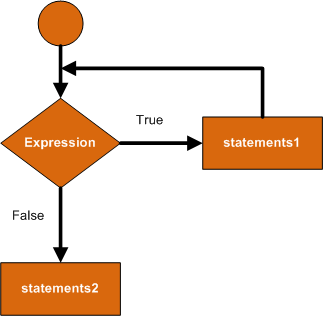 True
Expression
statements1
False
statements2